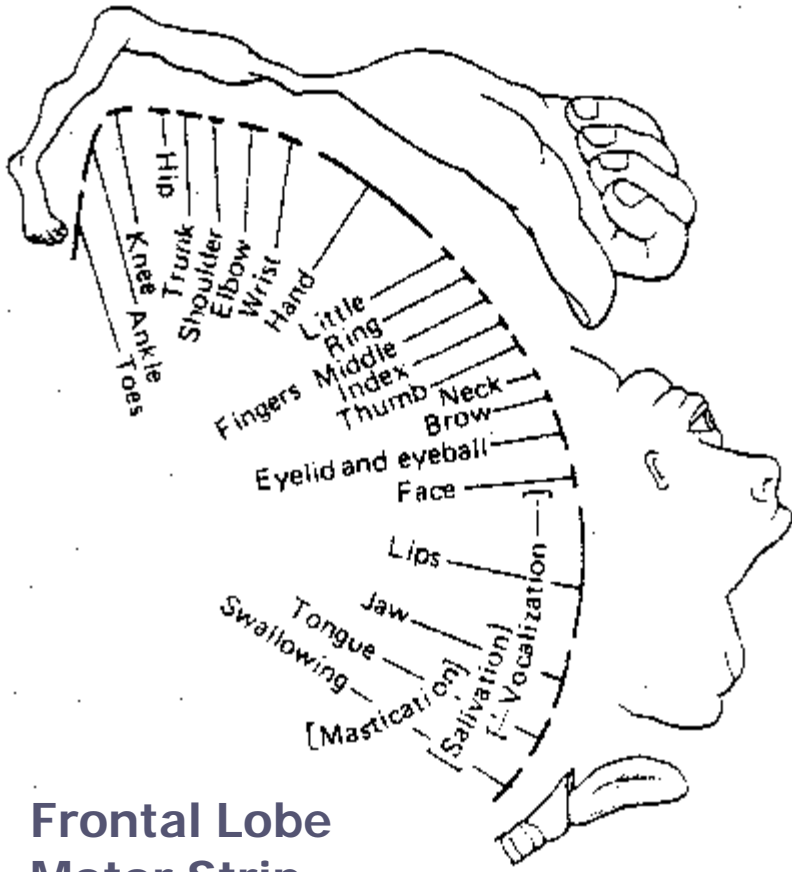 Toes
Ankle
Knee
Hip
Trunk
Shoulder
Elbow
Wrist
Hand
Little
Ring
Fingers Middle
Index
Thumb
Neck
Brow
Eyelid and eyeball
Face
Lips
Jaw
Tongue
Swallowing
[Mastication]
[Salivation]
[Vocalization]
Frontal Lobe
Motor Strip